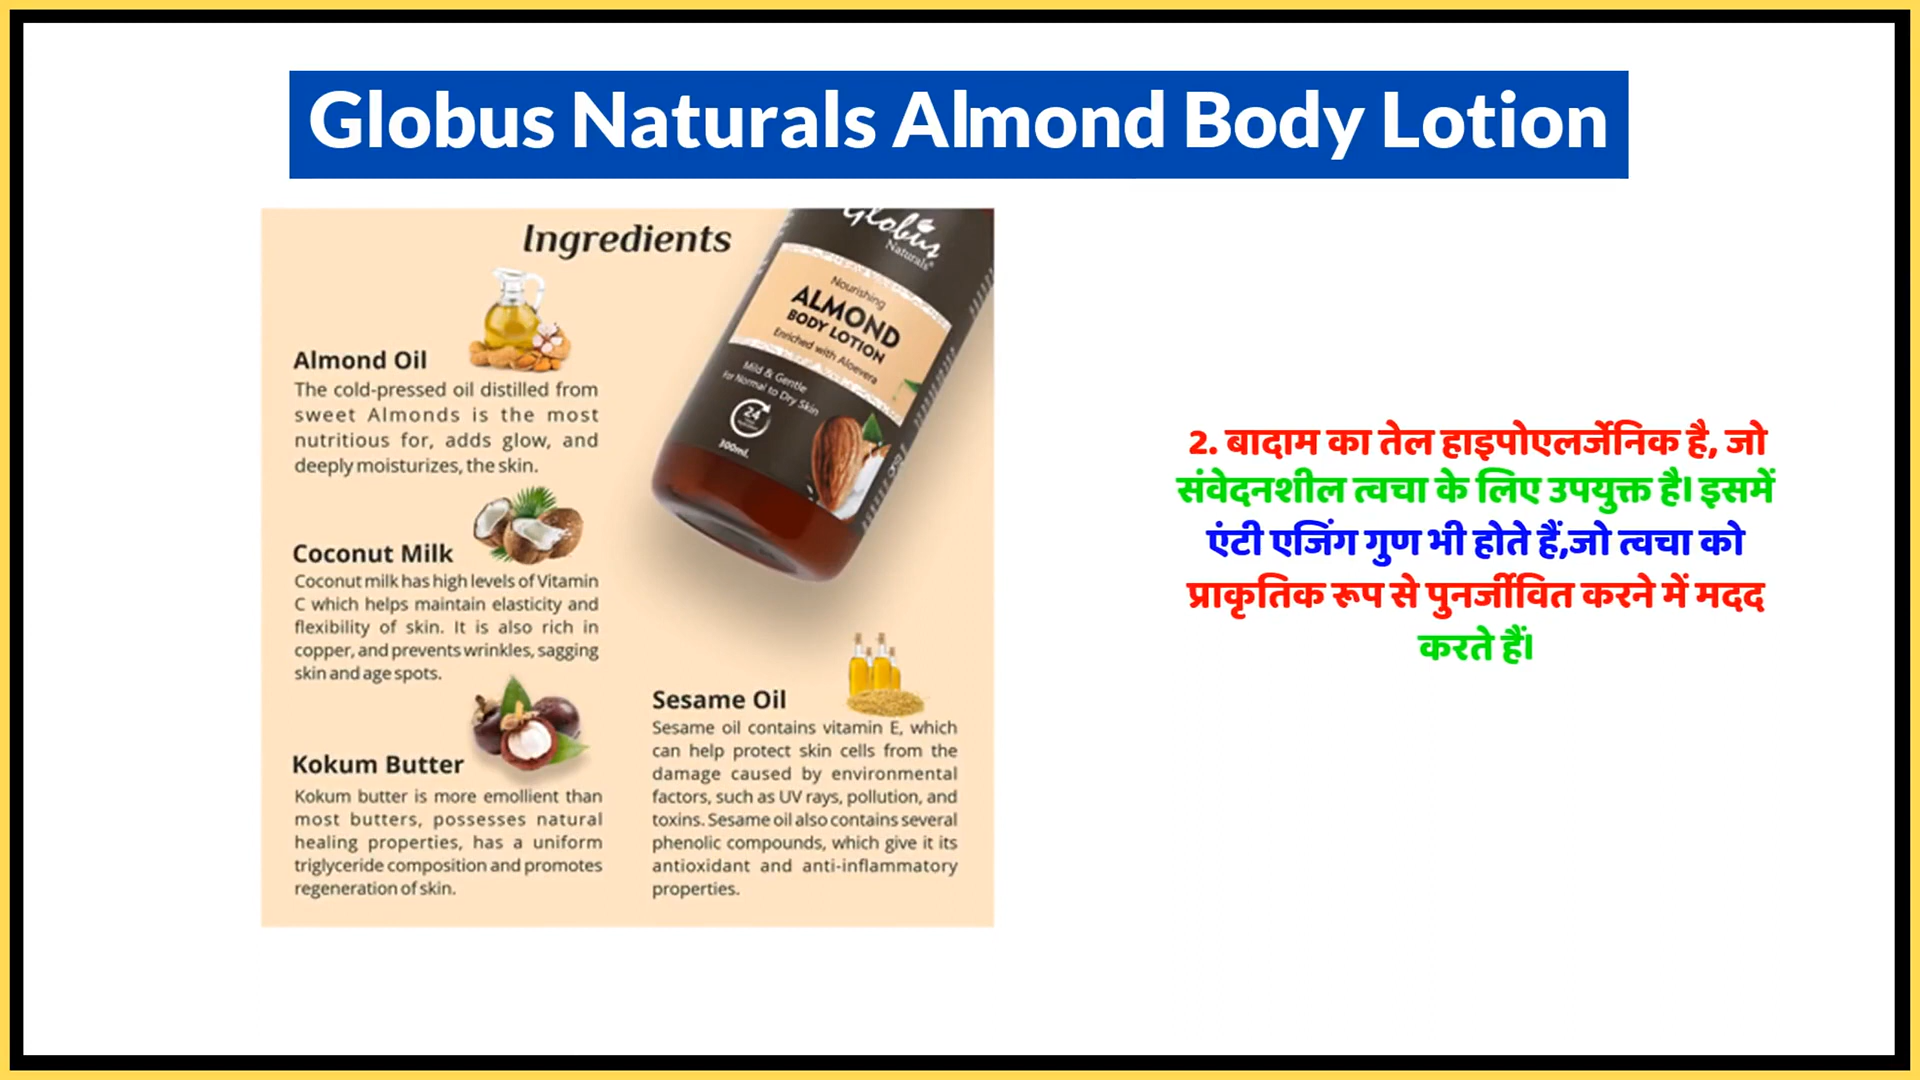 Globus Naturals Almond Body Lotion
Ingredients
Globus
Naturals®
Nourishing
ALMOND
BODY LOTION
Enriched with Aloevera
Mild & Gentle
For Normal to Dry Skin
24
300ml.
Almond Oil
The cold-pressed oil distilled from
sweet Almonds is the most
nutritious for, adds glow, and
deeply moisturizes, the skin.
Coconut Milk
Coconut milk has high levels of Vitamin
C which helps maintain elasticity and
flexibility of skin. It is also rich in
copper, and prevents wrinkles, sagging
skin and age spots.
Kokum Butter
Kokum butter is more emollient than
most butters, possesses natural
healing properties, has a uniform
triglyceride composition and promotes
regeneration of skin.
Sesame Oil
Sesame oil contains vitamin E, which
can help protect skin cells from the
damage caused by environmental
factors, such as UV rays, pollution, and
toxins. Sesame oil also contains several
phenolic compounds, which give it its
antioxidant and anti-inflammatory
properties.
2. बादाम का तेल हाइपोएलर्जेनिक है, जो
संवेदनशील त्वचा के लिए उपयुक्त है। इसमें
एंटी एजिंग गुण भी होते हैं,जो त्वचा को
प्राकृतिक रूप से पुनर्जीवित करने में मदद
करते हैं।